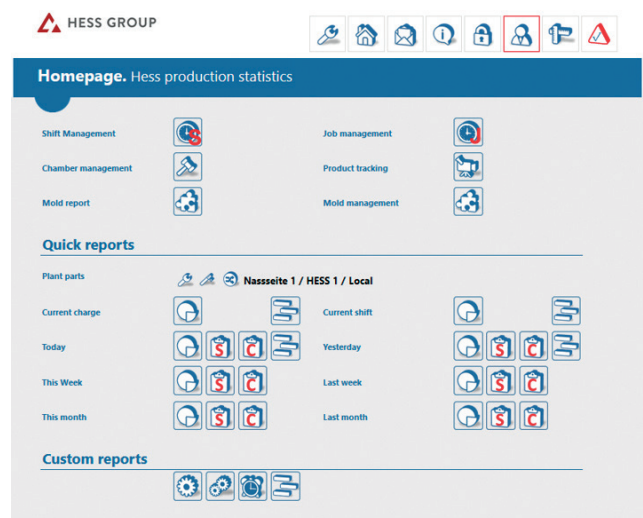 HESS GROUP
Homepage. Hess production statistics
Shift Management S Job management J
Chamber management Product tracking
Mold report Mold management
Quick reports
Plant parts Nassseite 1 / HESS 1 / Local
Current charge Current shift
Today S C Yesterday S C
This Week S C Last week S C
This month S C Last month S C
Custom reports